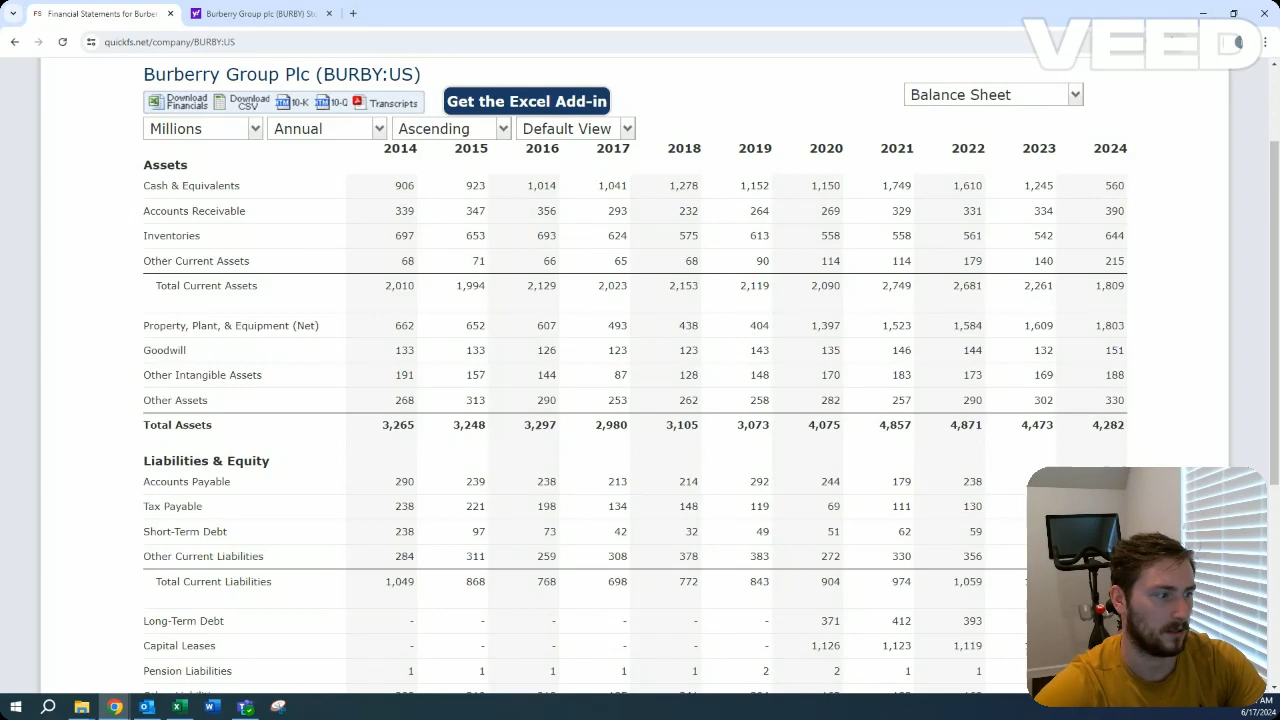 Financial Statements for Burber
Burberry Group plc (BURBY) Sto
quickfs.net/company/BURBY:US
VEED
Burberry Group Plc (BURBY:US)
Download Financials Download CSV 10-K 10-Q Transcripts Get the Excel Add-in
Balance Sheet
Millions Annual Ascending Default View
2014 2015 2016 2017 2018 2019 2020 2021 2022 2023 2024
Assets
Cash & Equivalents 906 923 1,014 1,041 1,278 1,152 1,150 1,749 1,610 1,245 560
Accounts Receivable 339 347 356 293 232 264 269 329 331 334 390
Inventories 697 653 693 624 575 613 558 558 561 542 644
Other Current Assets 68 71 66 65 68 90 114 114 179 140 215
Total Current Assets 2,010 1,994 2,129 2,023 2,153 2,119 2,090 2,749 2,681 2,261 1,809
Property, Plant, & Equipment (Net) 662 652 607 493 438 404 1,397 1,523 1,584 1,609 1,803
Goodwill 133 133 126 123 123 143 135 146 144 132 151
Other Intangible Assets 191 157 144 87 128 148 170 183 173 169 188
Other Assets 268 313 290 253 262 258 282 257 290 302 330
Total Assets 3,265 3,248 3,297 2,980 3,105 3,073 4,075 4,857 4,871 4,473 4,282
Liabilities & Equity
Accounts Payable 290 239 238 213 214 292 244 179 238
Tax Payable 238 221 198 134 148 119 69 111 130
Short-Term Debt 238 97 73 42 32 49 51 62 59
Other Current Liabilities 284 311 259 308 378 383 272 330 356
Total Current Liabilities 1,049 868 768 698 772 843 904 974 1,059
Long-Term Debt - - - - - - 371 412 393
Capital Leases - - - - - - 1,126 1,123 1,119
Pension Liabilities 1 1 1 1 1 2 2 1 1
AM
6/17/2024